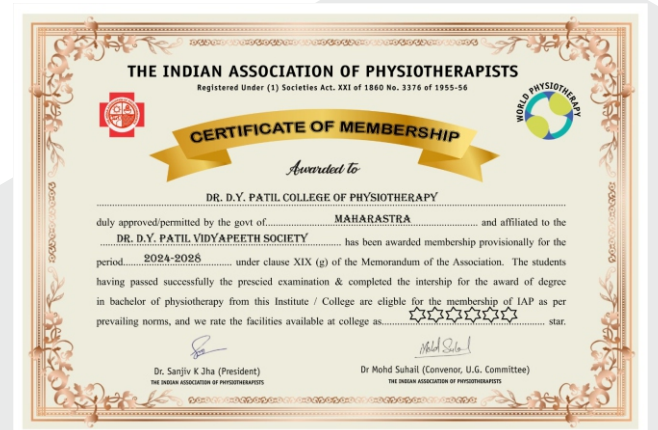 THE INDIAN ASSOCIATION OF PHYSIOTHERAPISTS
Registered Under (1) Societies Act. XXI of 1860 No. 3376 of 1955-56
WORLD PHYSIOTHERAPY
CERTIFICATE OF MEMBERSHIP
Awarded to
DR. D.Y. PATIL COLLEGE OF PHYSIOTHERAPY
duly approved/permitted by the govt of MAHARASTRA and affiliated to the
DR. D.Y. PATIL VIDYAPEETH SOCIETY has been awarded membership provisionally for the
period 2024-2028 under clause XIX (g) of the Memorandum of the Association. The students
having passed successfully the prescied examination & completed the intership for the award of degree
in bachelor of physiotherapy from this Institute / College are eligble for the membership of IAP as per
prevailing norms, and we rate the facilities available at college as star.
Dr. Sanjiv K Jha (President)
THE INDIAN ASSOCIATION OF PHYSIOTHERAPISTS
Mohd Suhail
Dr Mohd Suhail (Convenor, U.G. Committee)
THE INDIAN ASSOCIATION OF PHYSIOTHERAPISTS